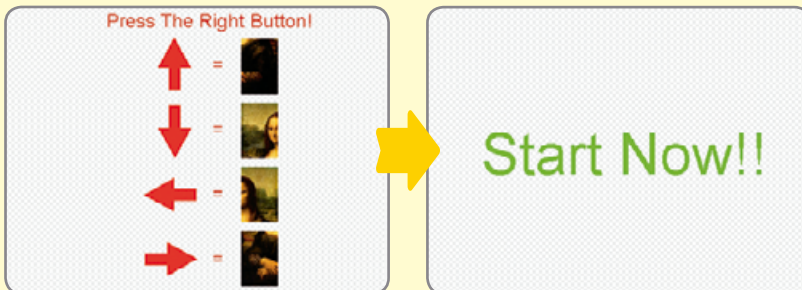 Press The Right Button!
=
=
=
=
Start Now!!